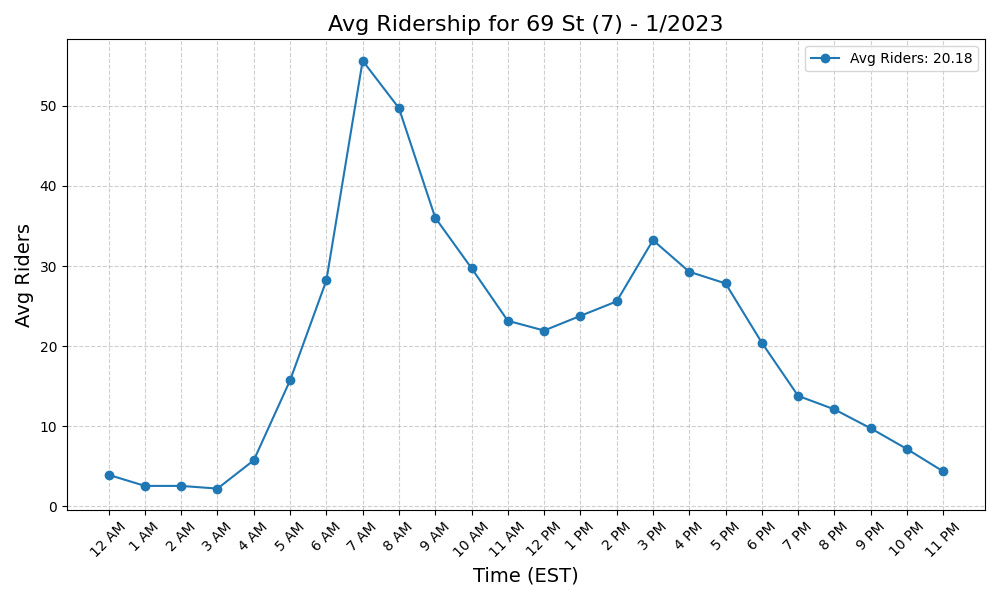 Avg Ridership for 69 St (7) - 1/2023
Avg Riders: 20.18
Avg Riders
50
40
30
20
10
0
12 AM
1 AM
2 AM
3 AM
4 AM
5 AM
6 AM
7 AM
8 AM
9 AM
10 AM
11 AM
12 PM
1 PM
2 PM
3 PM
4 PM
5 PM
6 PM
7 PM
8 PM
9 PM
10 PM
11 PM
Time (EST)